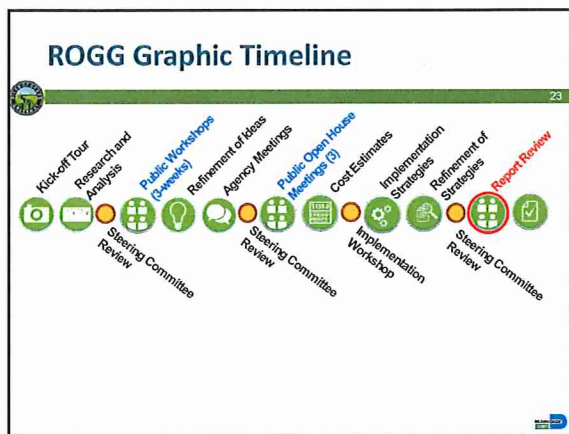 ROGG Graphic Timeline
23
Kick-off Tour
Research and
Analysis
Steering Committee
Review
Public Workshops
(3-weeks)
Refinement of Ideas
Agency Meetings
Steering Committee
Review
Public Open House
Meetings (3)
Cost Estimates
Implementation
Workshop
Implementation
Strategies
Refinement of
Strategies
Steering Committee
Review
Report Review